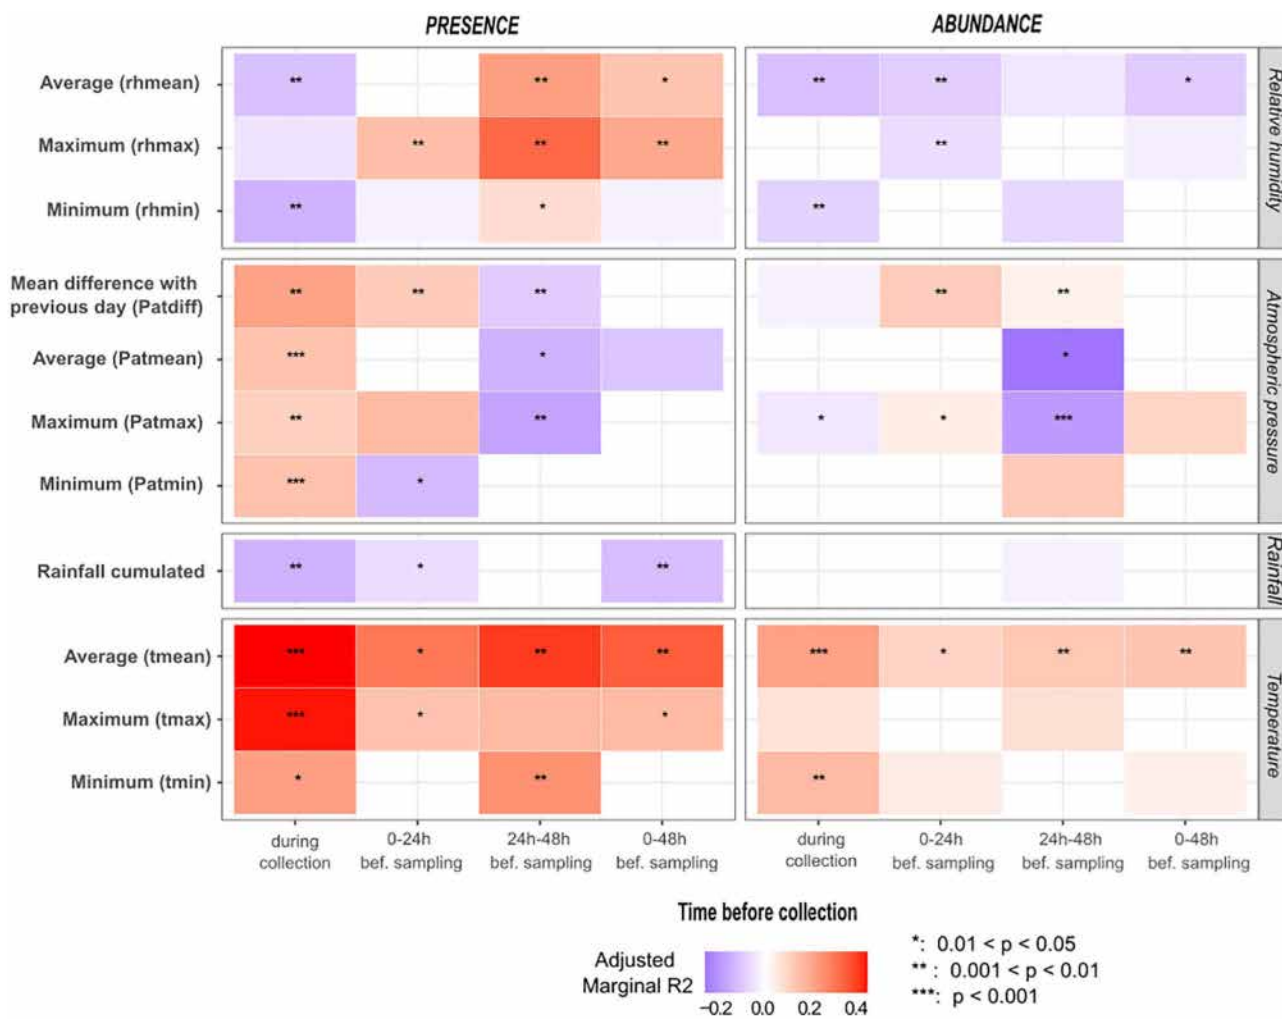 PRESENCE ABUNDANCE
Average (rhmean) ** ** * ** ** *
Maximum (rhmax) ** ** ** **
Minimum (rhmin) ** * **
Relative humidity
Mean difference with
previous day (Patdiff) ** ** ** ** **
Average (Patmean) *** * *
Maximum (Patmax) ** ** * * ***
Minimum (Patmin) *** *
Atmospheric pressure
Rainfall cumulated ** * **
Rainfall
Average (tmean) *** * ** ** *** * ** **
Maximum (tmax) *** * *
Minimum (tmin) * ** **
Temperature
during 0-24h 24h-48h 0-48h during 0-24h 24h-48h 0-48h
collection bef. sampling bef. sampling bef. sampling collection bef. sampling bef. sampling bef. sampling
Time before collection
Adjusted
Marginal R2
−0.2 0.0 0.2 0.4
*: 0.01 < p < 0.05
** : 0.001 < p < 0.01
***: p < 0.001